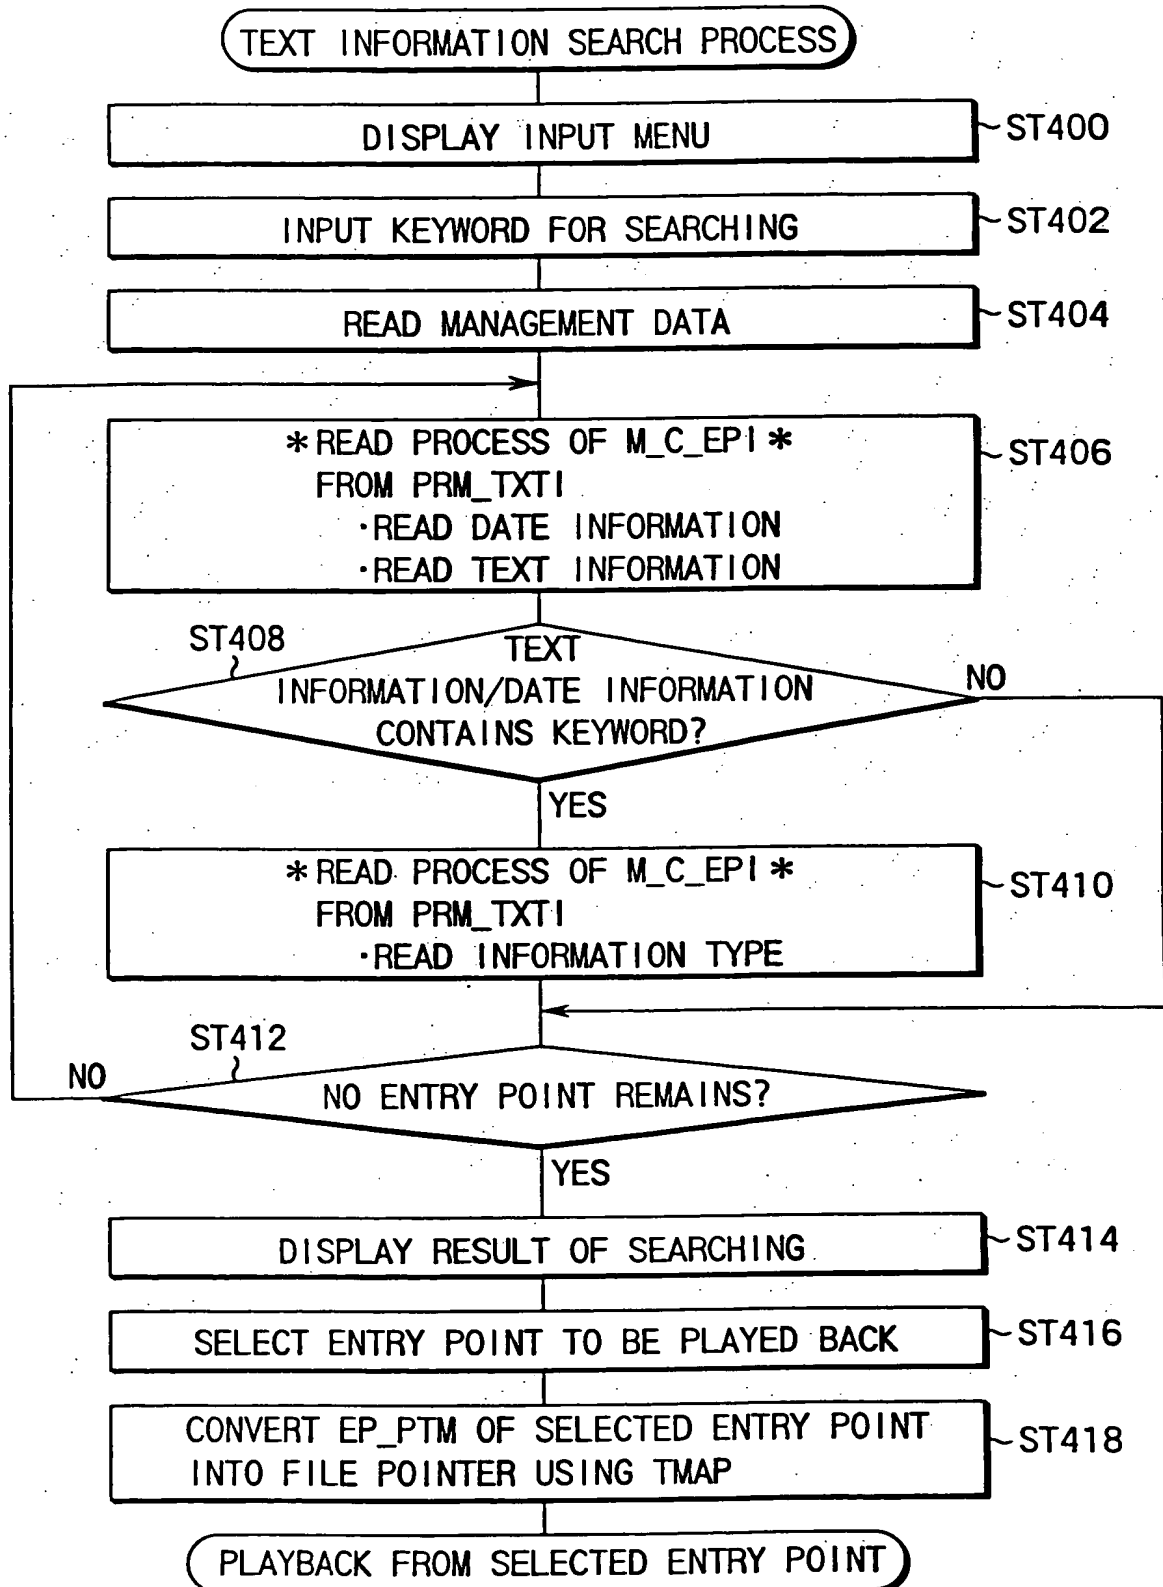 TEXT INFORMATION SEARCH PROCESS
DISPLAY INPUT MENU
ST400
INPUT KEYWORD FOR SEARCHING
ST402
READ MANAGEMENT DATA
ST404
*READ PROCESS OF M_C_EPI*
FROM PRM_TXTI
·READ DATE INFORMATION
·READ TEXT INFORMATION
ST406
ST408
TEXT
INFORMATION/DATE INFORMATION
CONTAINS KEYWORD?
NO
YES
*READ PROCESS OF M_C_EPI*
FROM PRM_TXTI
·READ INFORMATION TYPE
ST410
ST412
NO
NO ENTRY POINT REMAINS?
YES
DISPLAY RESULT OF SEARCHING
ST414
SELECT ENTRY POINT TO BE PLAYED BACK
ST416
CONVERT EP_PTM OF SELECTED ENTRY POINT
INTO FILE POINTER USING TMAP
ST418
PLAYBACK FROM SELECTED ENTRY POINT